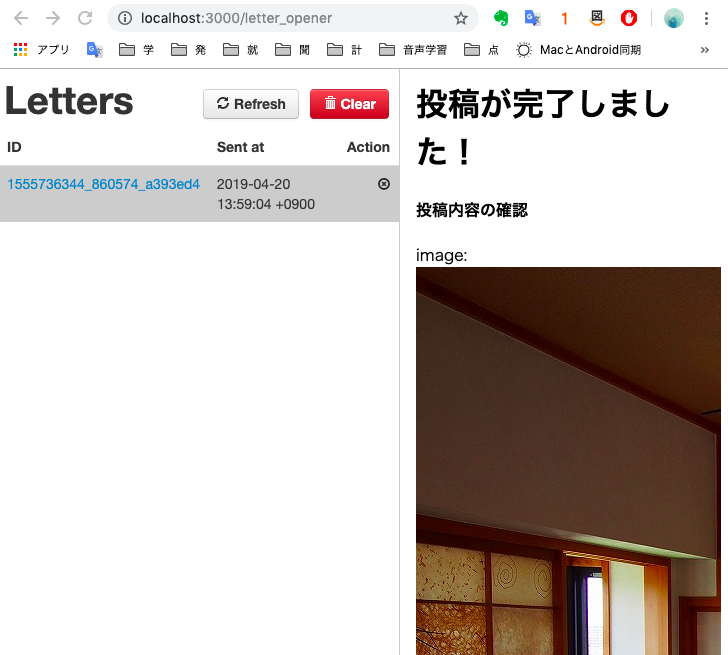 localhost:3000/letter_opener
アプリ 学 発 就 聞 計 音声学習 点 MacとAndroid同期 »
Letters
Refresh Clear
ID Sent at Action
1555736344_860574_a393ed4 2019-04-20
13:59:04 +0900
投稿が完了しまし
た！
投稿内容の確認
image: